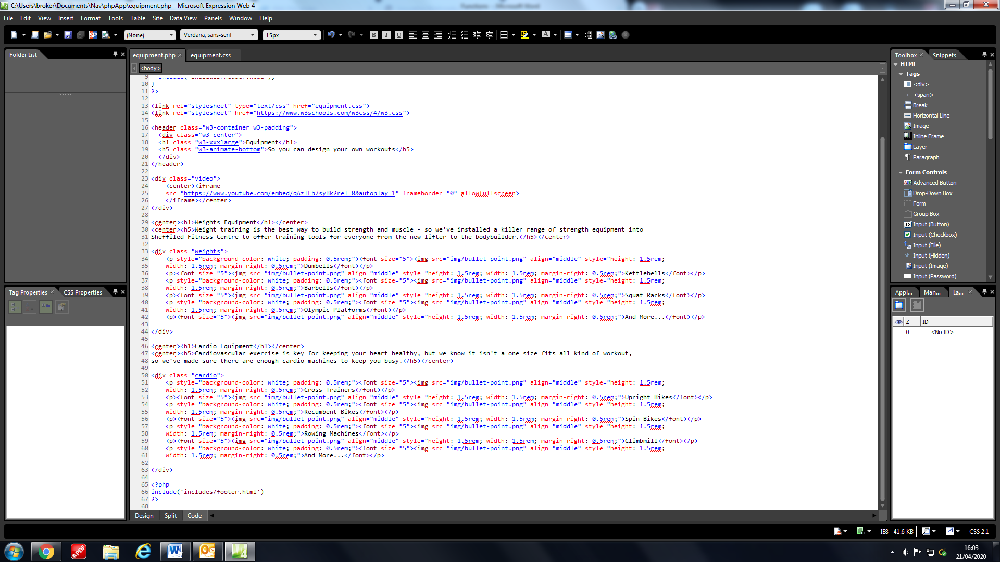 C:\Users\broker\Documents\Nav\phpApp\equipment.php - Microsoft Expression Web 4
File Edit View Insert Format Tools Table Site Data View Panels Window Help
(None) Verdana, sans-serif 15px
Folder List
equipment.php equipment.css
<body>
9 include('includes/header.html');
10 }
11 ?>
12
13 <link rel="stylesheet" type="text/css" href="equipment.css">
14 <link rel="stylesheet" href="https://www.w3schools.com/w3css/4/w3.css">
15
16 <header class="w3-container w3-padding">
17 <div class="w3-center">
18 <h1 class="w3-xxxlarge">Equipment</h1>
19 <h5 class="w3-animate-bottom">So you can design your own workouts</h5>
20 </div>
21 </header>
22
23 <div class="video">
24 <center><iframe
25 src="https://www.youtube.com/embed/qAzTEb7syBk?rel=0&autoplay=1" frameborder="0" allowfullscreen>
26 </iframe></center>
27 </div>
28
29 <center><h1>Weights Equipment</h1></center>
30 <center><h5>Weight training is the best way to build strength and muscle - so we've installed a killer range of strength equipment into
31 Sheffiled Fitness Centre to offer training tools for everyone from the new lifter to the bodybuilder.</h5></center>
32
33 <div class="weights">
34 <p style="background-color: white; padding: 0.5rem;"><font size="5"><img src="img/bullet-point.png" align="middle" style="height: 1.5rem;
35 width: 1.5rem; margin-right: 0.5rem;">Dumbells</font></p>
36 <p><font size="5"><img src="img/bullet-point.png" align="middle" style="height: 1.5rem; width: 1.5rem; margin-right: 0.5rem;">Kettlebells</font></p>
37 <p style="background-color: white; padding: 0.5rem;"><font size="5"><img src="img/bullet-point.png" align="middle" style="height: 1.5rem;
38 width: 1.5rem; margin-right: 0.5rem;">Barbells</font></p>
39 <p><font size="5"><img src="img/bullet-point.png" align="middle" style="height: 1.5rem; width: 1.5rem; margin-right: 0.5rem;">Squat Racks</font></p>
40 <p style="background-color: white; padding: 0.5rem;"><font size="5"><img src="img/bullet-point.png" align="middle" style="height: 1.5rem;
41 width: 1.5rem; margin-right: 0.5rem;">Olympic Platforms</font></p>
42 <p><font size="5"><img src="img/bullet-point.png" align="middle" style="height: 1.5rem; width: 1.5rem; margin-right: 0.5rem;">And More...</font></p>
43
44 </div>
45
46 <center><h1>Cardio Equipment</h1></center>
47 <center><h5>Cardiovascular exercise is key for keeping your heart healthy, but we know it isn't a one size fits all kind of workout,
48 so we've made sure there are enough cardio machines to keep you busy.</h5></center>
49
50 <div class="cardio">
51 <p style="background-color: white; padding: 0.5rem;"><font size="5"><img src="img/bullet-point.png" align="middle" style="height: 1.5rem;
52 width: 1.5rem; margin-right: 0.5rem;">Cross Trainers</font></p>
53 <p><font size="5"><img src="img/bullet-point.png" align="middle" style="height: 1.5rem; width: 1.5rem; margin-right: 0.5rem;">Upright Bikes</font></p>
54 <p style="background-color: white; padding: 0.5rem;"><font size="5"><img src="img/bullet-point.png" align="middle" style="height: 1.5rem;
55 width: 1.5rem; margin-right: 0.5rem;">Recumbent Bikes</font></p>
56 <p><font size="5"><img src="img/bullet-point.png" align="middle" style="height: 1.5rem; width: 1.5rem; margin-right: 0.5rem;">Spin Bikes</font></p>
57 <p style="background-color: white; padding: 0.5rem;"><font size="5"><img src="img/bullet-point.png" align="middle" style="height: 1.5rem;
58 width: 1.5rem; margin-right: 0.5rem;">Rowing Machines</font></p>
59 <p><font size="5"><img src="img/bullet-point.png" align="middle" style="height: 1.5rem; width: 1.5rem; margin-right: 0.5rem;">Climbmill</font></p>
60 <p style="background-color: white; padding: 0.5rem;"><font size="5"><img src="img/bullet-point.png" align="middle" style="height: 1.5rem;
61 width: 1.5rem; margin-right: 0.5rem;">And More...</font></p>
62
63 </div>
64
65 <?php
66 include('includes/footer.html')
67 ?>
68
Design Split Code
Tag Properties CSS Properties
Toolbox Snippets
HTML
Tags
<div>
<span>
Break
Horizontal Line
Image
Inline Frame
Layer
Paragraph
Form Controls
Advanced Button
Drop-Down Box
Form
Group Box
Input (Button)
Input (Checkbox)
Input (File)
Input (Hidden)
Input (Image)
Input (Password)
Appl... Man... La...
Z ID
0 <No ID>
IE8 41.6 KB CSS 2.1
16:03
21/04/2020